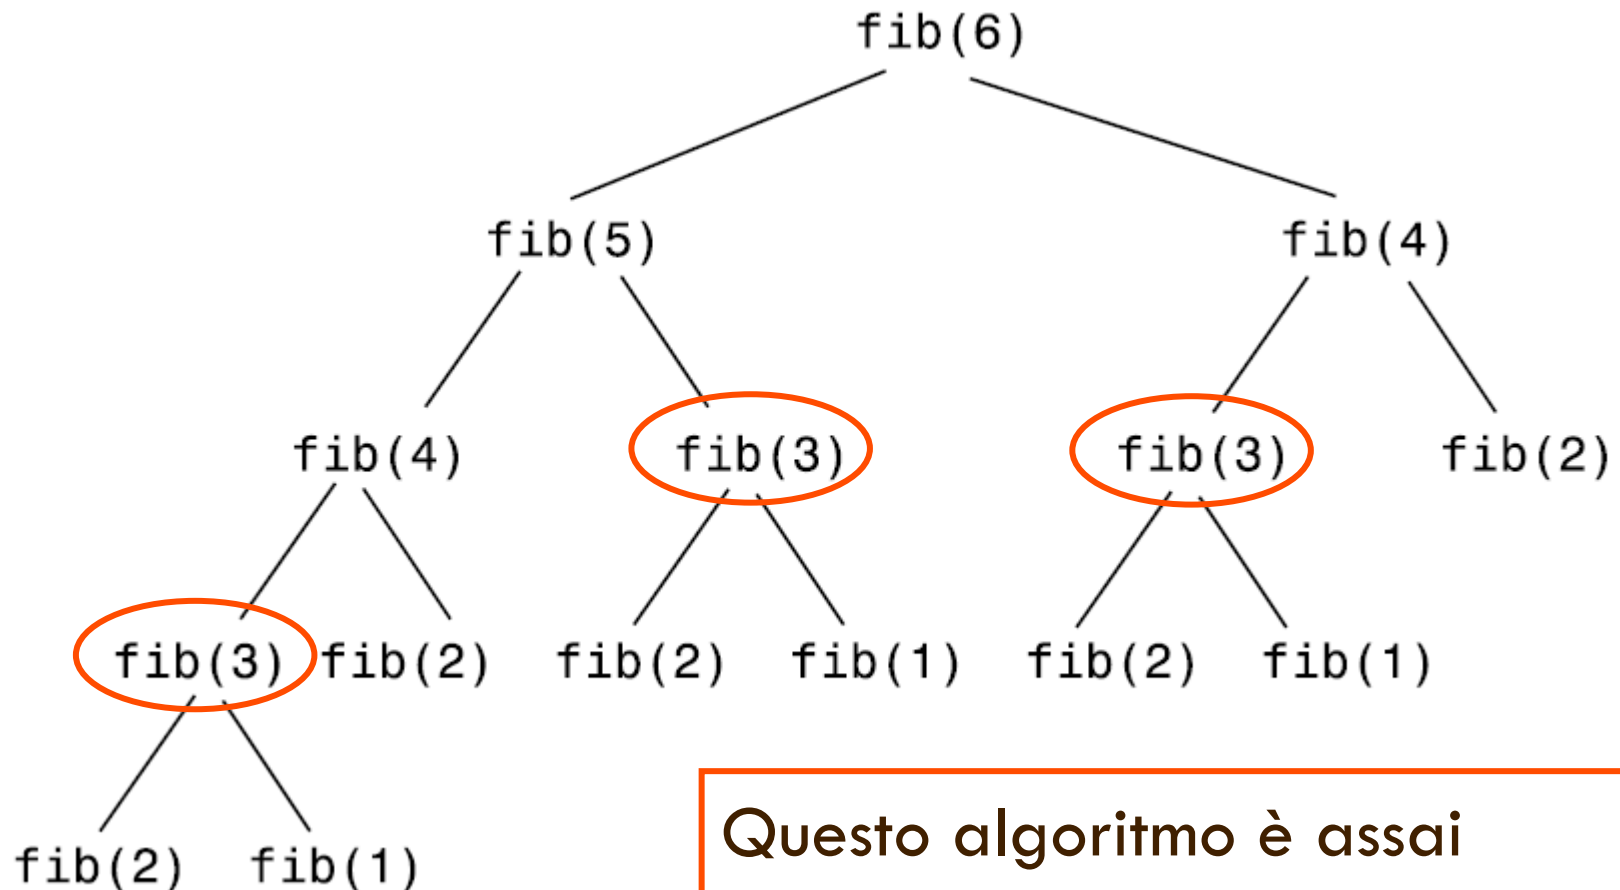 fib(6)
fib(5) fib(4)
fib(4) fib(3) fib(3) fib(2)
fib(3) fib(2) fib(2) fib(1) fib(2) fib(1)
fib(2) fib(1)
Questo algoritmo è assai